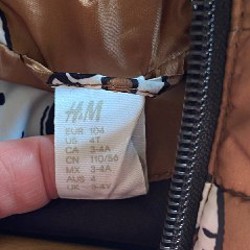 H&M
EUR 104
US 4T
CA 3-4A
CN 110/56
MX 3-4A
AUS 4
UK 3-4Y